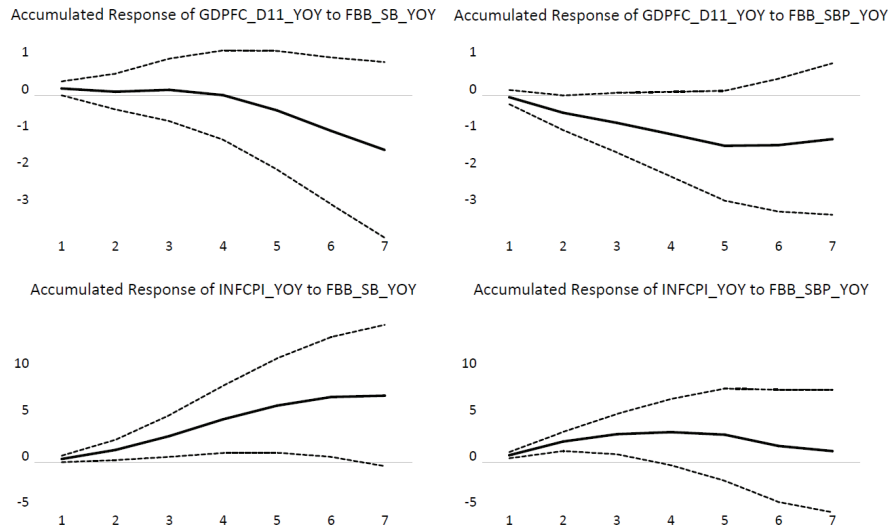 Accumulated Response of GDPFC_D11_YOY to FBB_SB_YOY
1
0
-1
-2
-3
1 2 3 4 5 6 7
Accumulated Response of GDPFC_D11_YOY to FBB_SBP_YOY
1
0
-1
-2
-3
1 2 3 4 5 6 7
Accumulated Response of INFCPI_YOY to FBB_SB_YOY
10
5
0
-5
1 2 3 4 5 6 7
Accumulated Response of INFCPI_YOY to FBB_SBP_YOY
10
5
0
-5
1 2 3 4 5 6 7